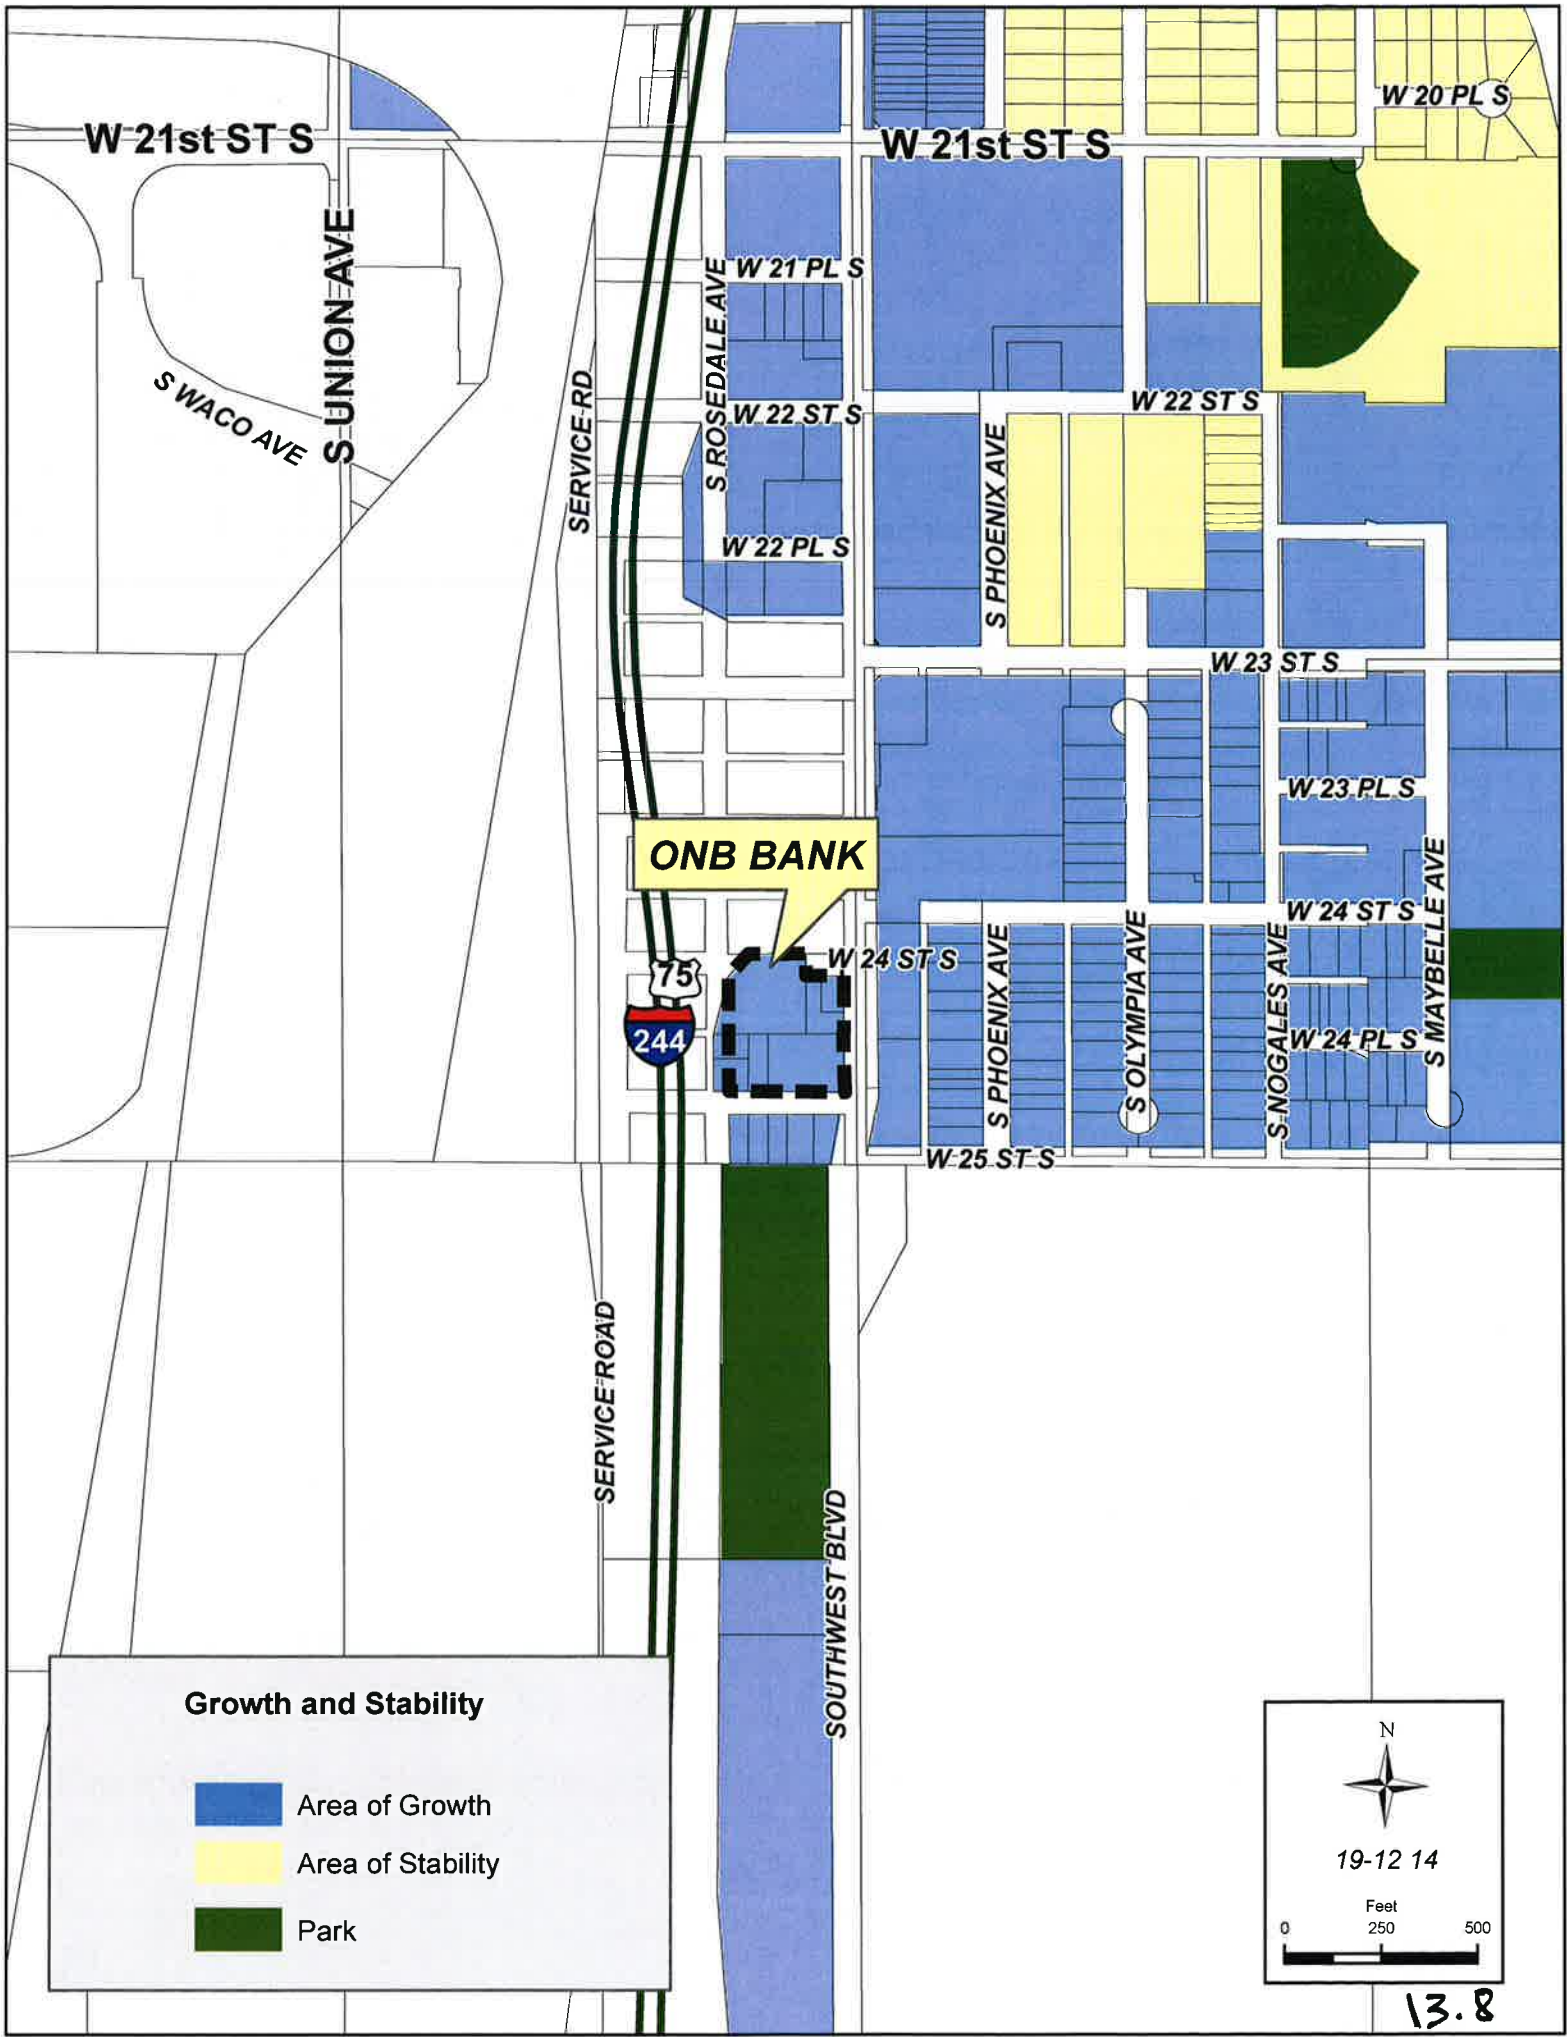 W 20 PL S
W 21st ST S
W 21st ST S
S UNION AVE
S WACO AVE
SERVICE RD
S ROSEDALE AVE
W 21 PL S
W 22 ST S
W 22 ST S
W 22 PL S
S PHOENIX AVE
W 23 ST S
W 23 PL S
ONB BANK
S MAYBELLE AVE
W 24 ST S
W 24 ST S
75
244
S PHOENIX AVE
S OLYMPIA AVE
S NOGALES AVE
W 24 PL S
W 25 ST S
SERVICE ROAD
SOUTHWEST BLVD
Growth and Stability
Area of Growth
Area of Stability
Park
N
19-12 14
Feet
0 250 500
13.8